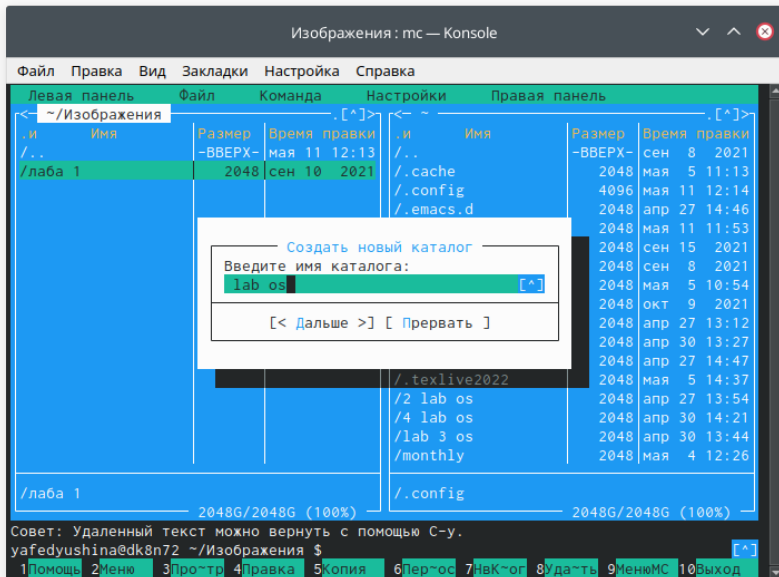 Изображения : mc — Konsole
Файл Правка Вид Закладки Настройка Справка
Левая панель Файл Команда Настройки Правая панель
<— ~/Изображения .[^]>
.и Имя Размер Время правки
/.. -ВВЕРХ- мая 11 12:13
/лаба 1 2048 сен 10 2021
/лаба 1
2048G/2048G (100%)
<— ~ .[^]>
.и Имя Размер Время правки
/.. -ВВЕРХ- сен 8 2021
/.cache 2048 мая 5 11:13
/.config 4096 мая 11 12:14
/.emacs.d 2048 апр 27 14:46
2048 мая 11 11:53
2048 сен 15 2021
2048 сен 8 2021
2048 мая 5 10:54
2048 окт 9 2021
2048 апр 27 13:12
2048 апр 30 13:27
2048 апр 27 14:47
/.texlive2022 2048 мая 5 14:37
/2 lab os 2048 апр 27 13:54
/4 lab os 2048 апр 30 14:21
/lab 3 os 2048 апр 30 13:44
/monthly 2048 мая 4 12:26
/.config
2048G/2048G (100%)
Создать новый каталог
Введите имя каталога:
lab os [^]
[< Дальше >] [ Прервать ]
Совет: Удаленный текст можно вернуть с помощью C-y.
yafedyushina@dk8n72 ~/Изображения $ [^]
1Помощь 2Меню 3Про~тр 4Правка 5Копия 6Пер~ос 7НвК~ог 8Уда~ть 9МенюMC 10Выход